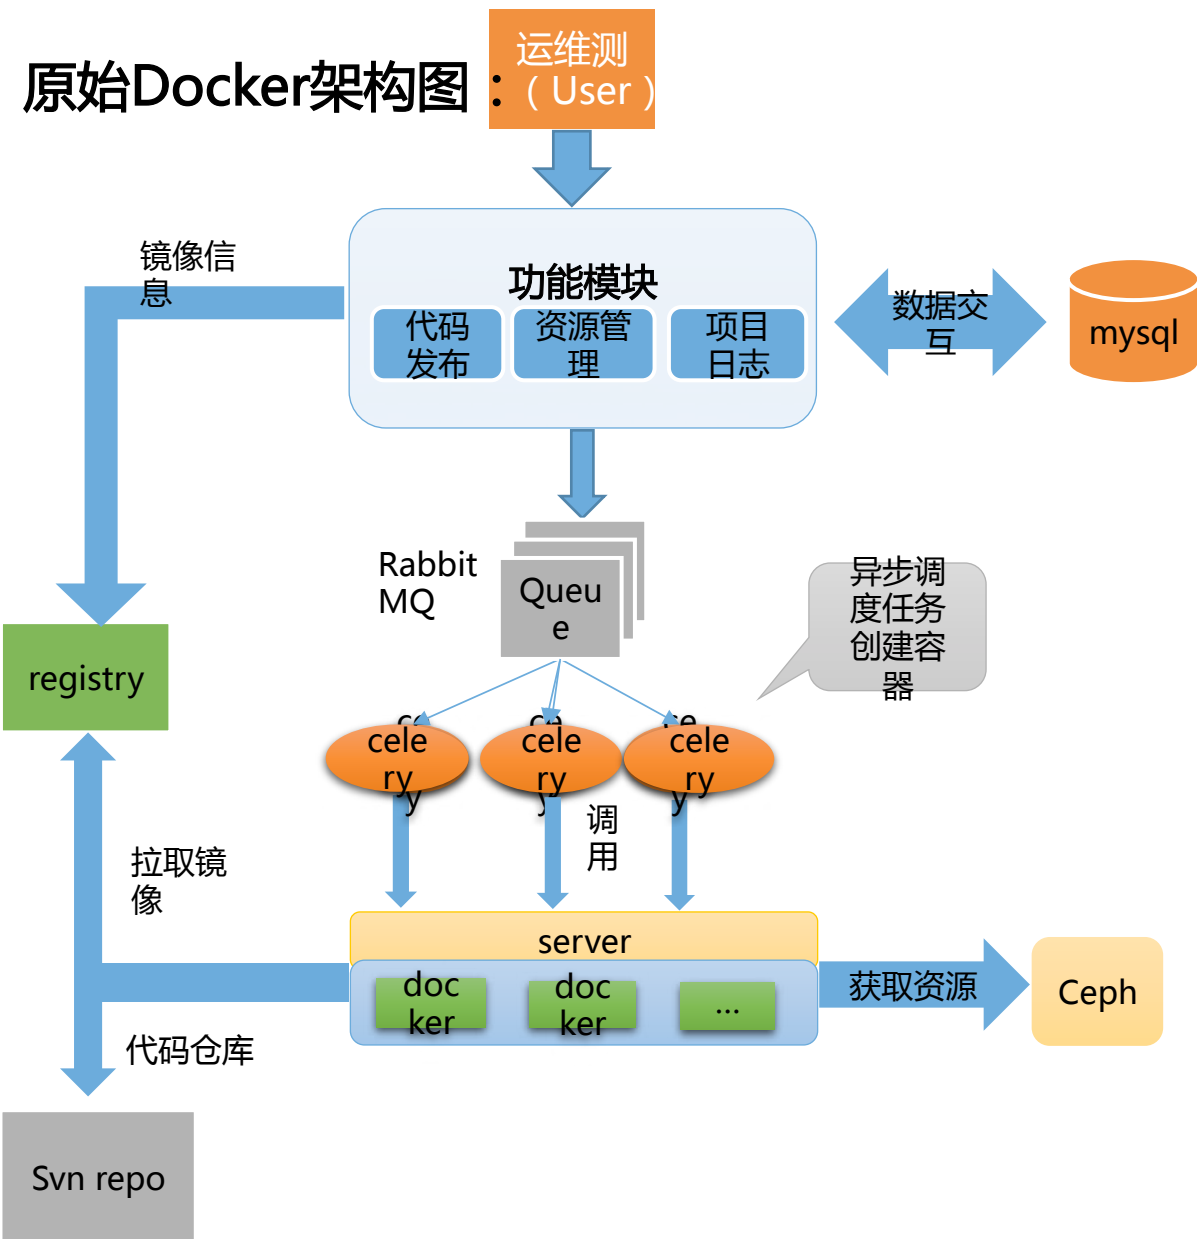 运维测
（User）
原始Docker架构图：
镜像信
息
功能模块
代码
发布
资源管
理
项目
日志
数据交
互
mysql
Rabbit
MQ
Queu
e
异步调
度任务
创建容
器
registry
cele
ry
cele
ry
cele
ry
调
用
拉取镜
像
server
doc
ker
doc
ker
...
获取资源
Ceph
代码仓库
Svn repo